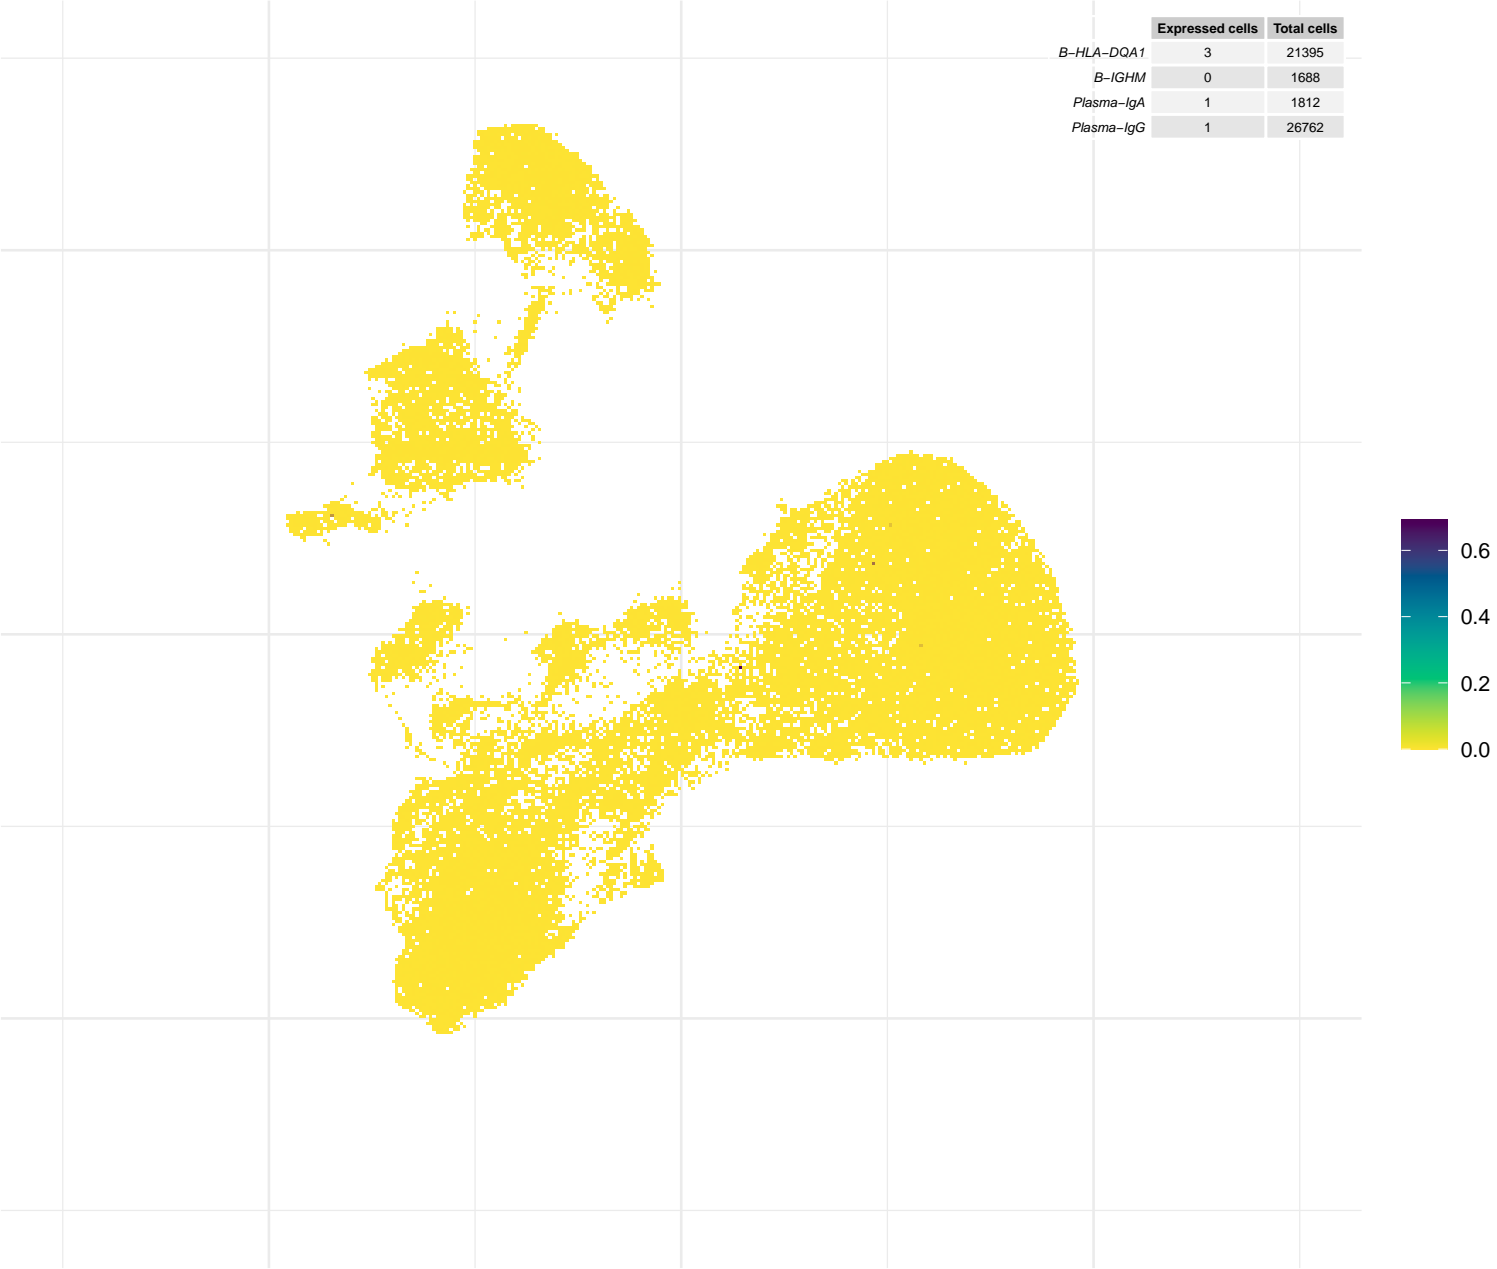 Expressed cells Total cells
B−HLA−DQA1 3 21395
B−IGHM 0 1688
Plasma−IgA 1 1812
Plasma−IgG 1 26762
0.6
0.4
0.2
0.0